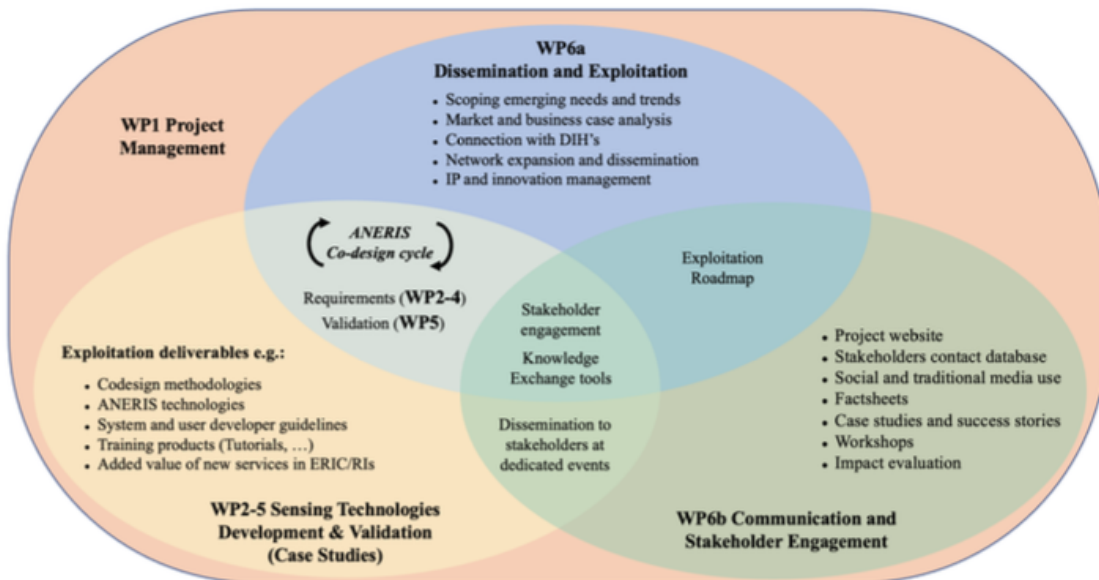 WP6a
Dissemination and Exploitation
• Scoping emerging needs and trends
• Market and business case analysis
• Connection with DIH's
• Network expansion and dissemination
• IP and innovation management
WP1 Project
Management
ANERIS
Co-design cycle
Requirements (WP2-4)
Validation (WP5)
Exploitation
Roadmap
Stakeholder
engagement
Knowledge
Exchange tools
Dissemination to
stakeholders at
dedicated events
Exploitation deliverables e.g.:
• Codesign methodologies
• ANERIS technologies
• System and user developer guidelines
• Training products (Tutorials, …)
• Added value of new services in ERIC/RIs
• Project website
• Stakeholders contact database
• Social and traditional media use
• Factsheets
• Case studies and success stories
• Workshops
• Impact evaluation
WP2-5 Sensing Technologies
Development & Validation
(Case Studies)
WP6b Communication and
Stakeholder Engagement